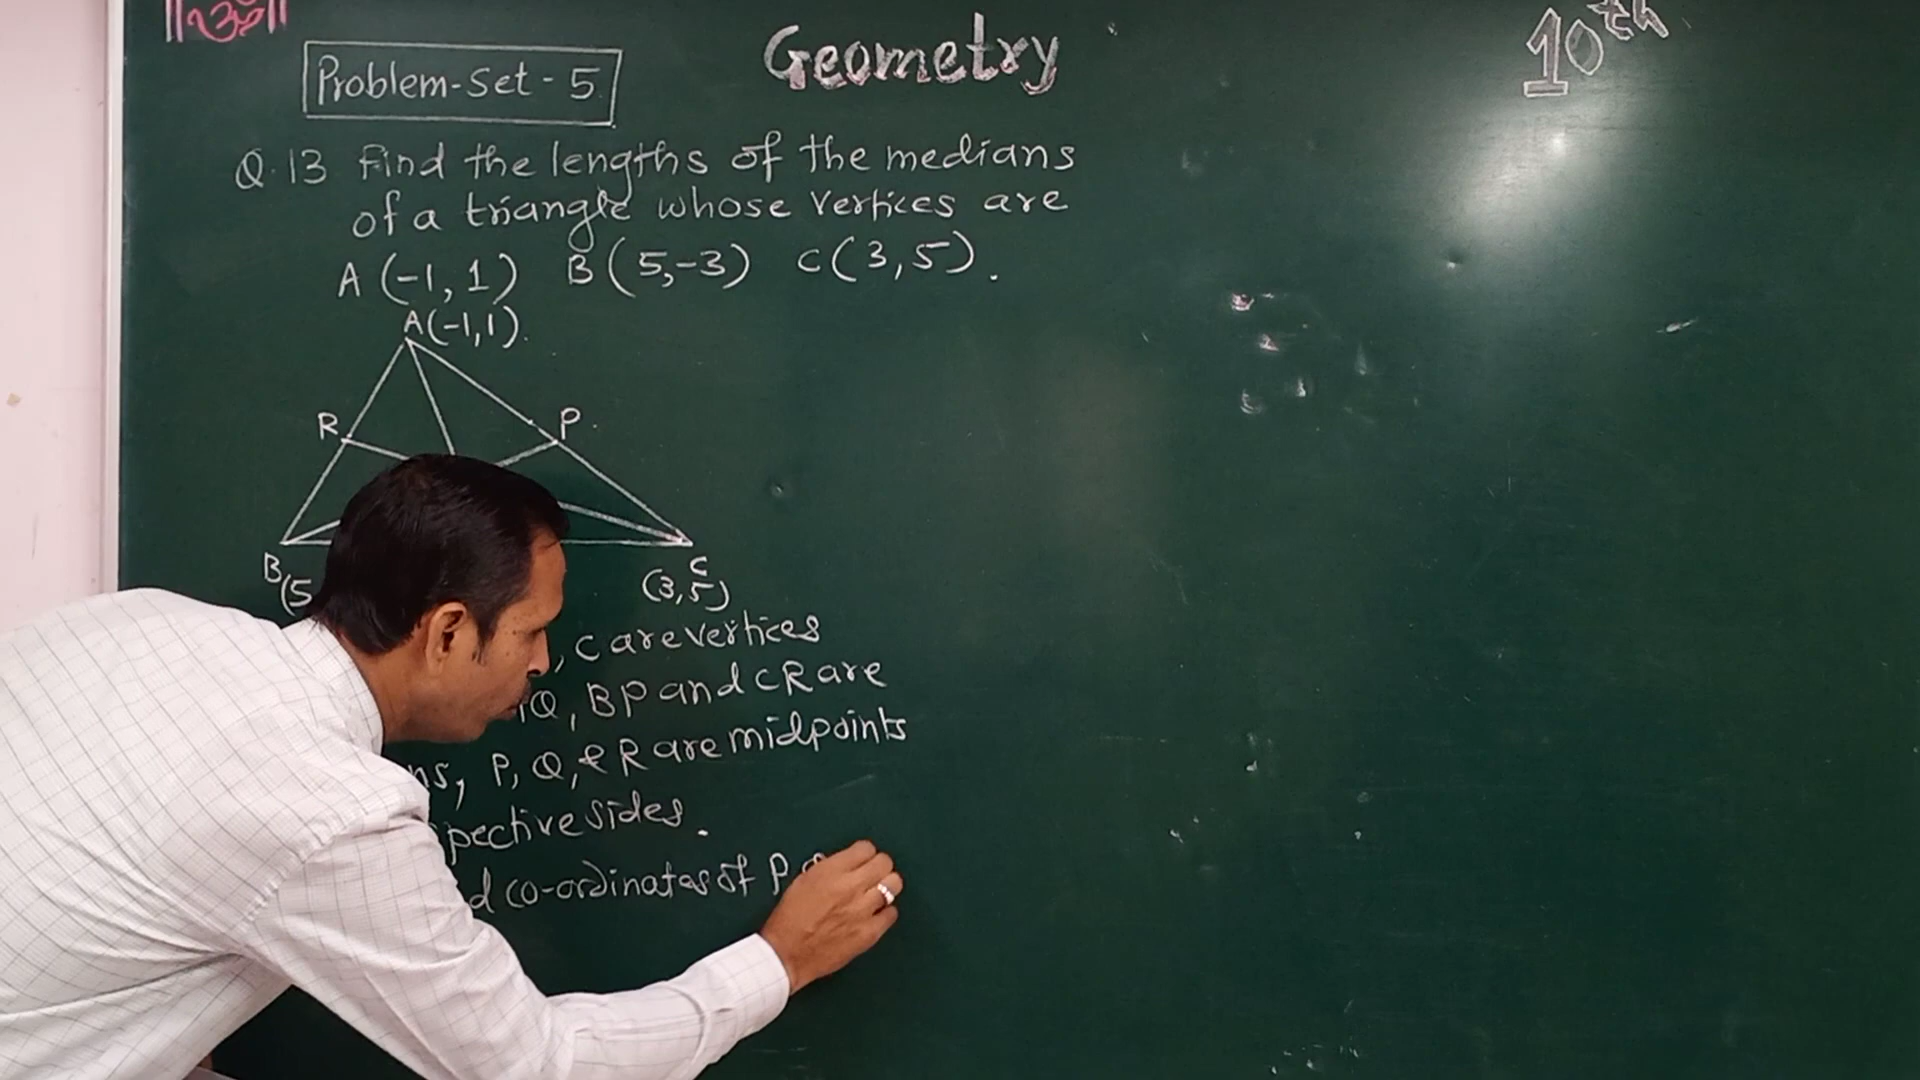 ||ॐ||
Geometry
10th
Problem-Set-5.
Q.13 Find the lengths of the medians
of a triangle whose vertices are
A(-1,1) B(5,-3) C(3,5).
A(-1,1).
R
P.
B
C
(5
(3,5)
, C are vertices
Q, BP and CR are
P, Q, & R are midpoints
sides.
co-ordinates of P